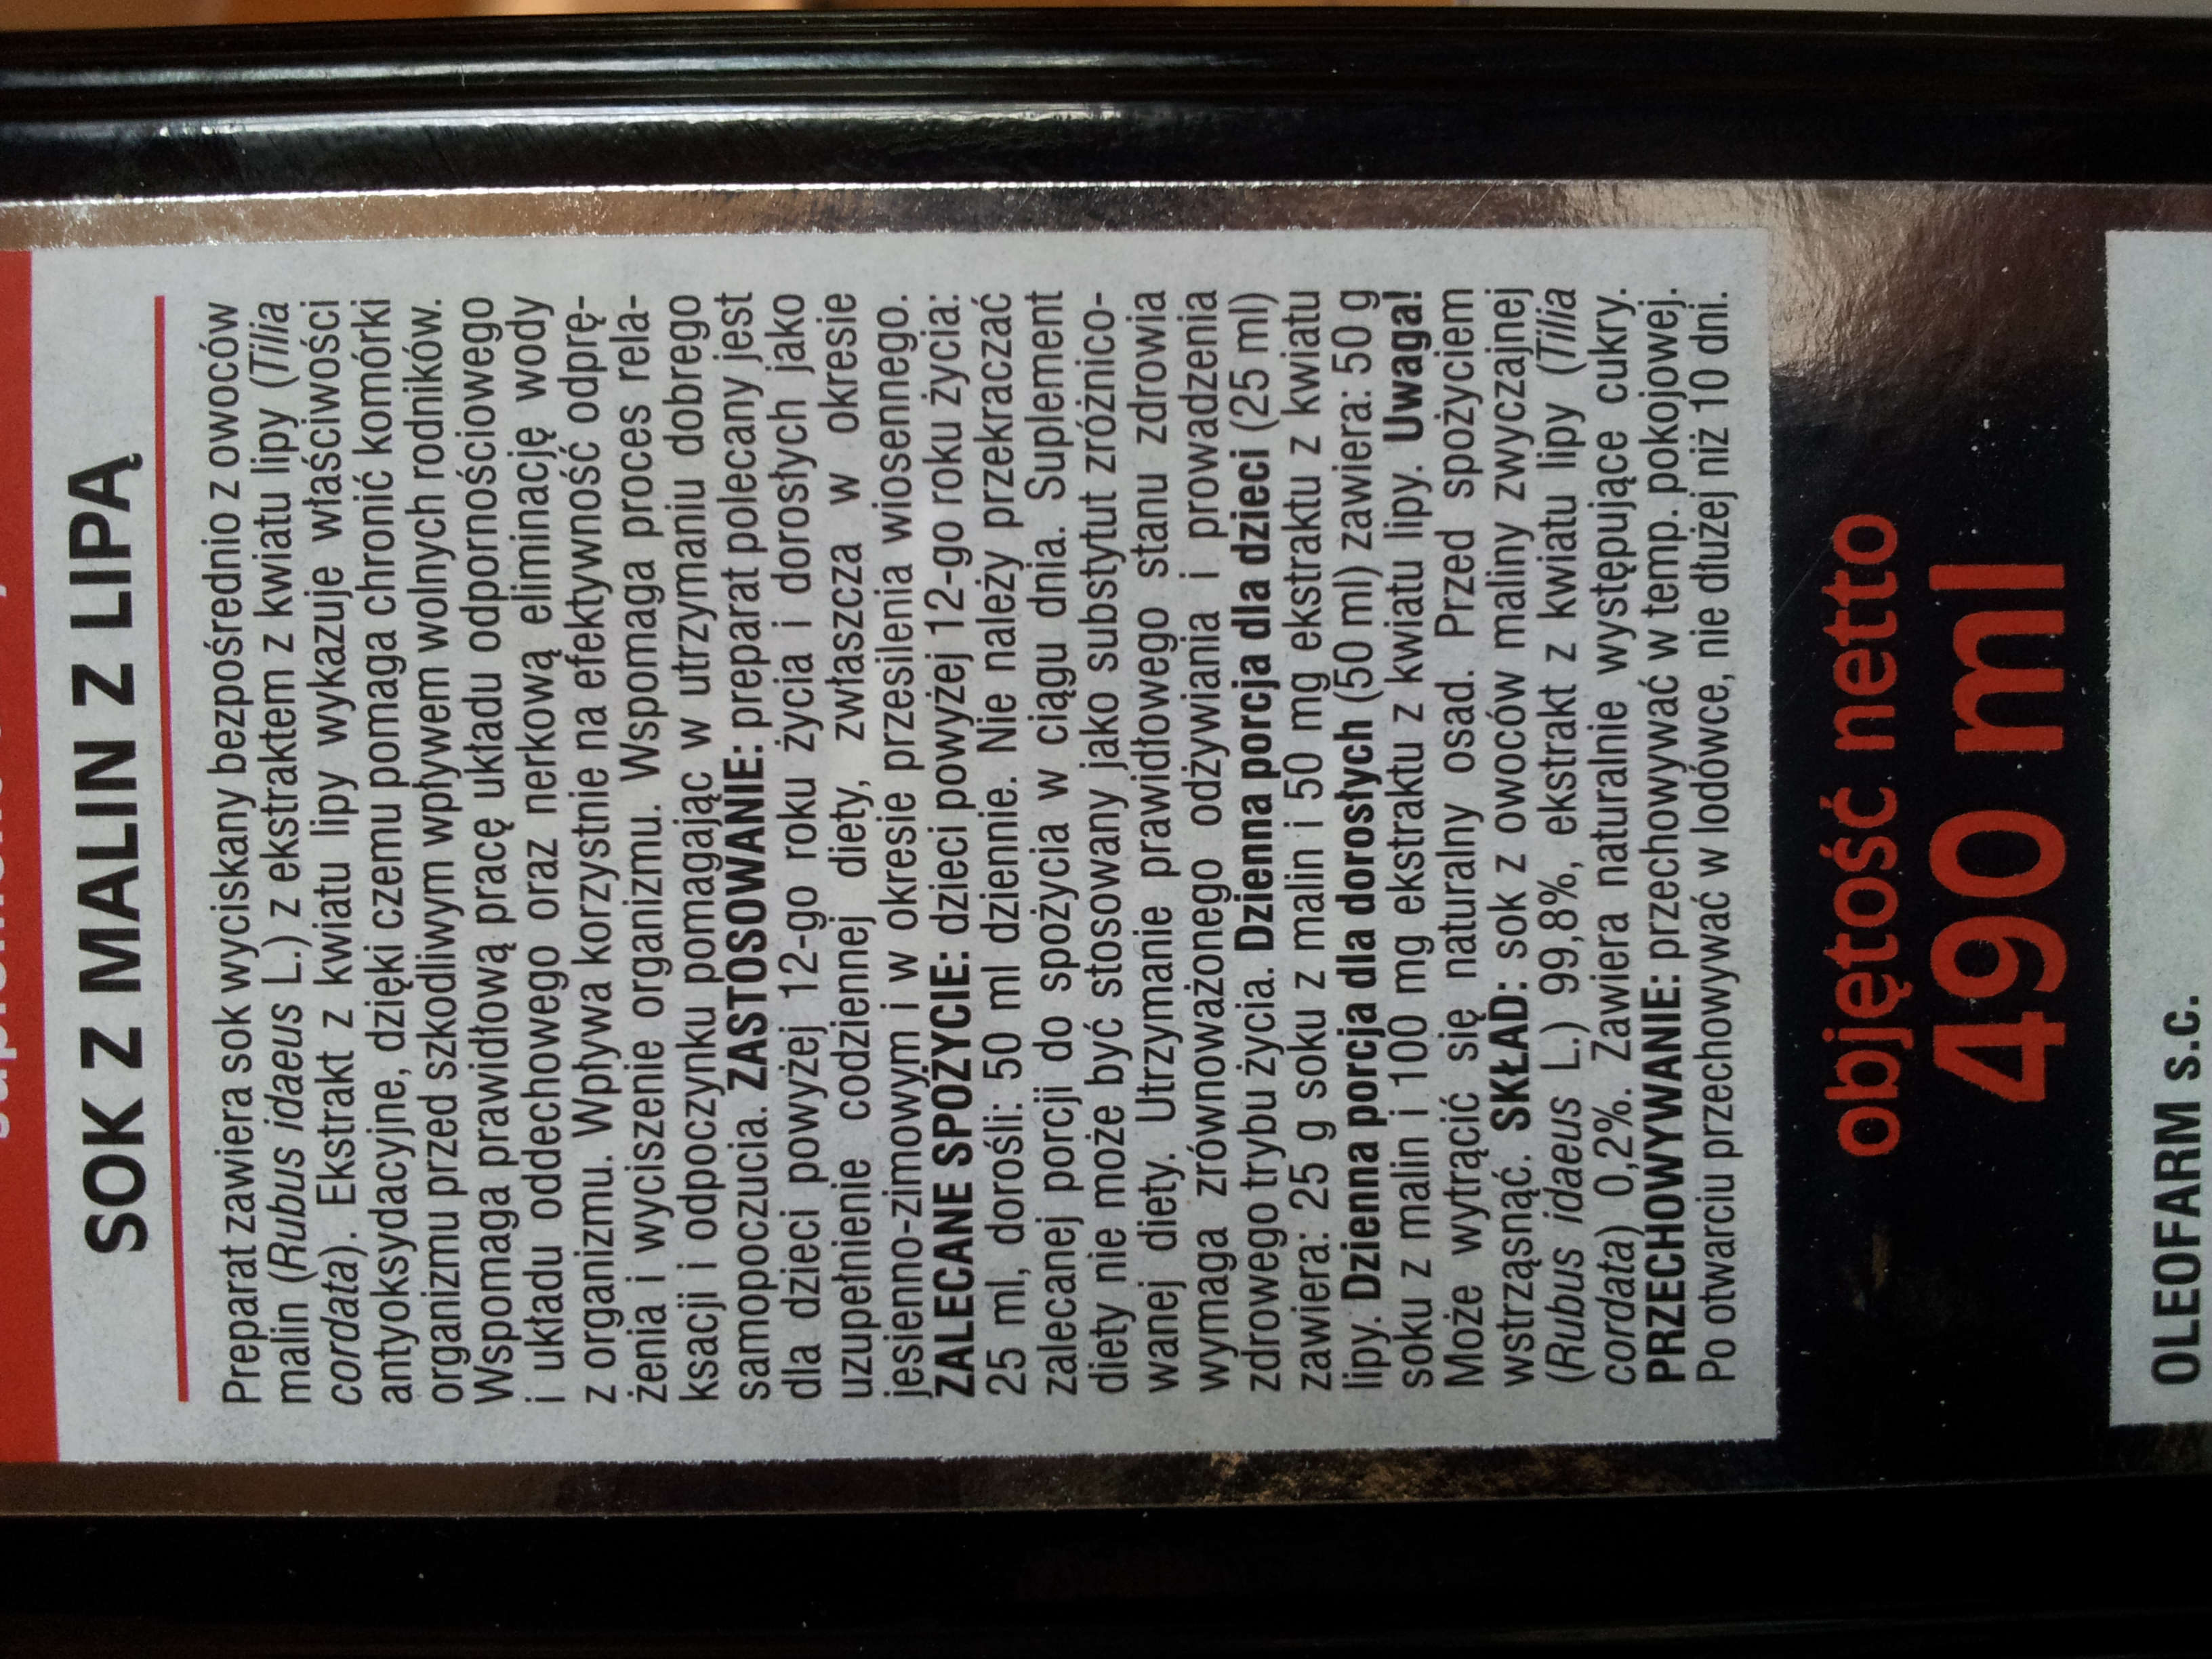 SOK Z MALIN Z LIPĄ
Preparat zawiera sok wyciskany bezpośrednio z owoców
malin (Rubus idaeus L.) z ekstraktem z kwiatu lipy (Tilia
cordata). Ekstrakt z kwiatu lipy wykazuje właściwości
antyoksydacyjne, dzięki czemu pomaga chronić komórki
organizmu przed szkodliwym wpływem wolnych rodników.
Wspomaga prawidłową pracę układu odpornościowego
i układu oddechowego oraz nerkową eliminację wody
z organizmu. Wpływa korzystnie na efektywność odprę-
żenia i wyciszenie organizmu. Wspomaga proces rela-
ksacji i odpoczynku pomagając w utrzymaniu dobrego
samopoczucia. ZASTOSOWANIE: preparat polecany jest
dla dzieci powyżej 12-go roku życia i dorosłych jako
uzupełnienie codziennej diety, zwłaszcza w okresie
jesienno-zimowym i w okresie przesilenia wiosennego.
ZALECANE SPOŻYCIE: dzieci powyżej 12-go roku życia:
25 ml, dorośli: 50 ml dziennie. Nie należy przekraczać
zalecanej porcji do spożycia w ciągu dnia. Suplement
diety nie może być stosowany jako substytut zróżnico-
wanej diety. Utrzymanie prawidłowego stanu zdrowia
wymaga zrównoważonego odżywiania i prowadzenia
zdrowego trybu życia. Dzienna porcja dla dzieci (25 ml)
zawiera: 25 g soku z malin i 50 mg ekstraktu z kwiatu
lipy. Dzienna porcja dla dorosłych (50 ml) zawiera: 50 g
soku z malin i 100 mg ekstraktu z kwiatu lipy. Uwaga!
Może wytrącić się naturalny osad. Przed spożyciem
wstrząsnąć. SKŁAD: sok z owoców maliny zwyczajnej
(Rubus idaeus L.) 99,8%, ekstrakt z kwiatu lipy (Tilia
cordata) 0,2%. Zawiera naturalnie występujące cukry.
PRZECHOWYWANIE: przechowywać w temp. pokojowej.
Po otwarciu przechowywać w lodówce, nie dłużej niż 10 dni.
objętość netto
490 ml
OLEOFARM s.c.